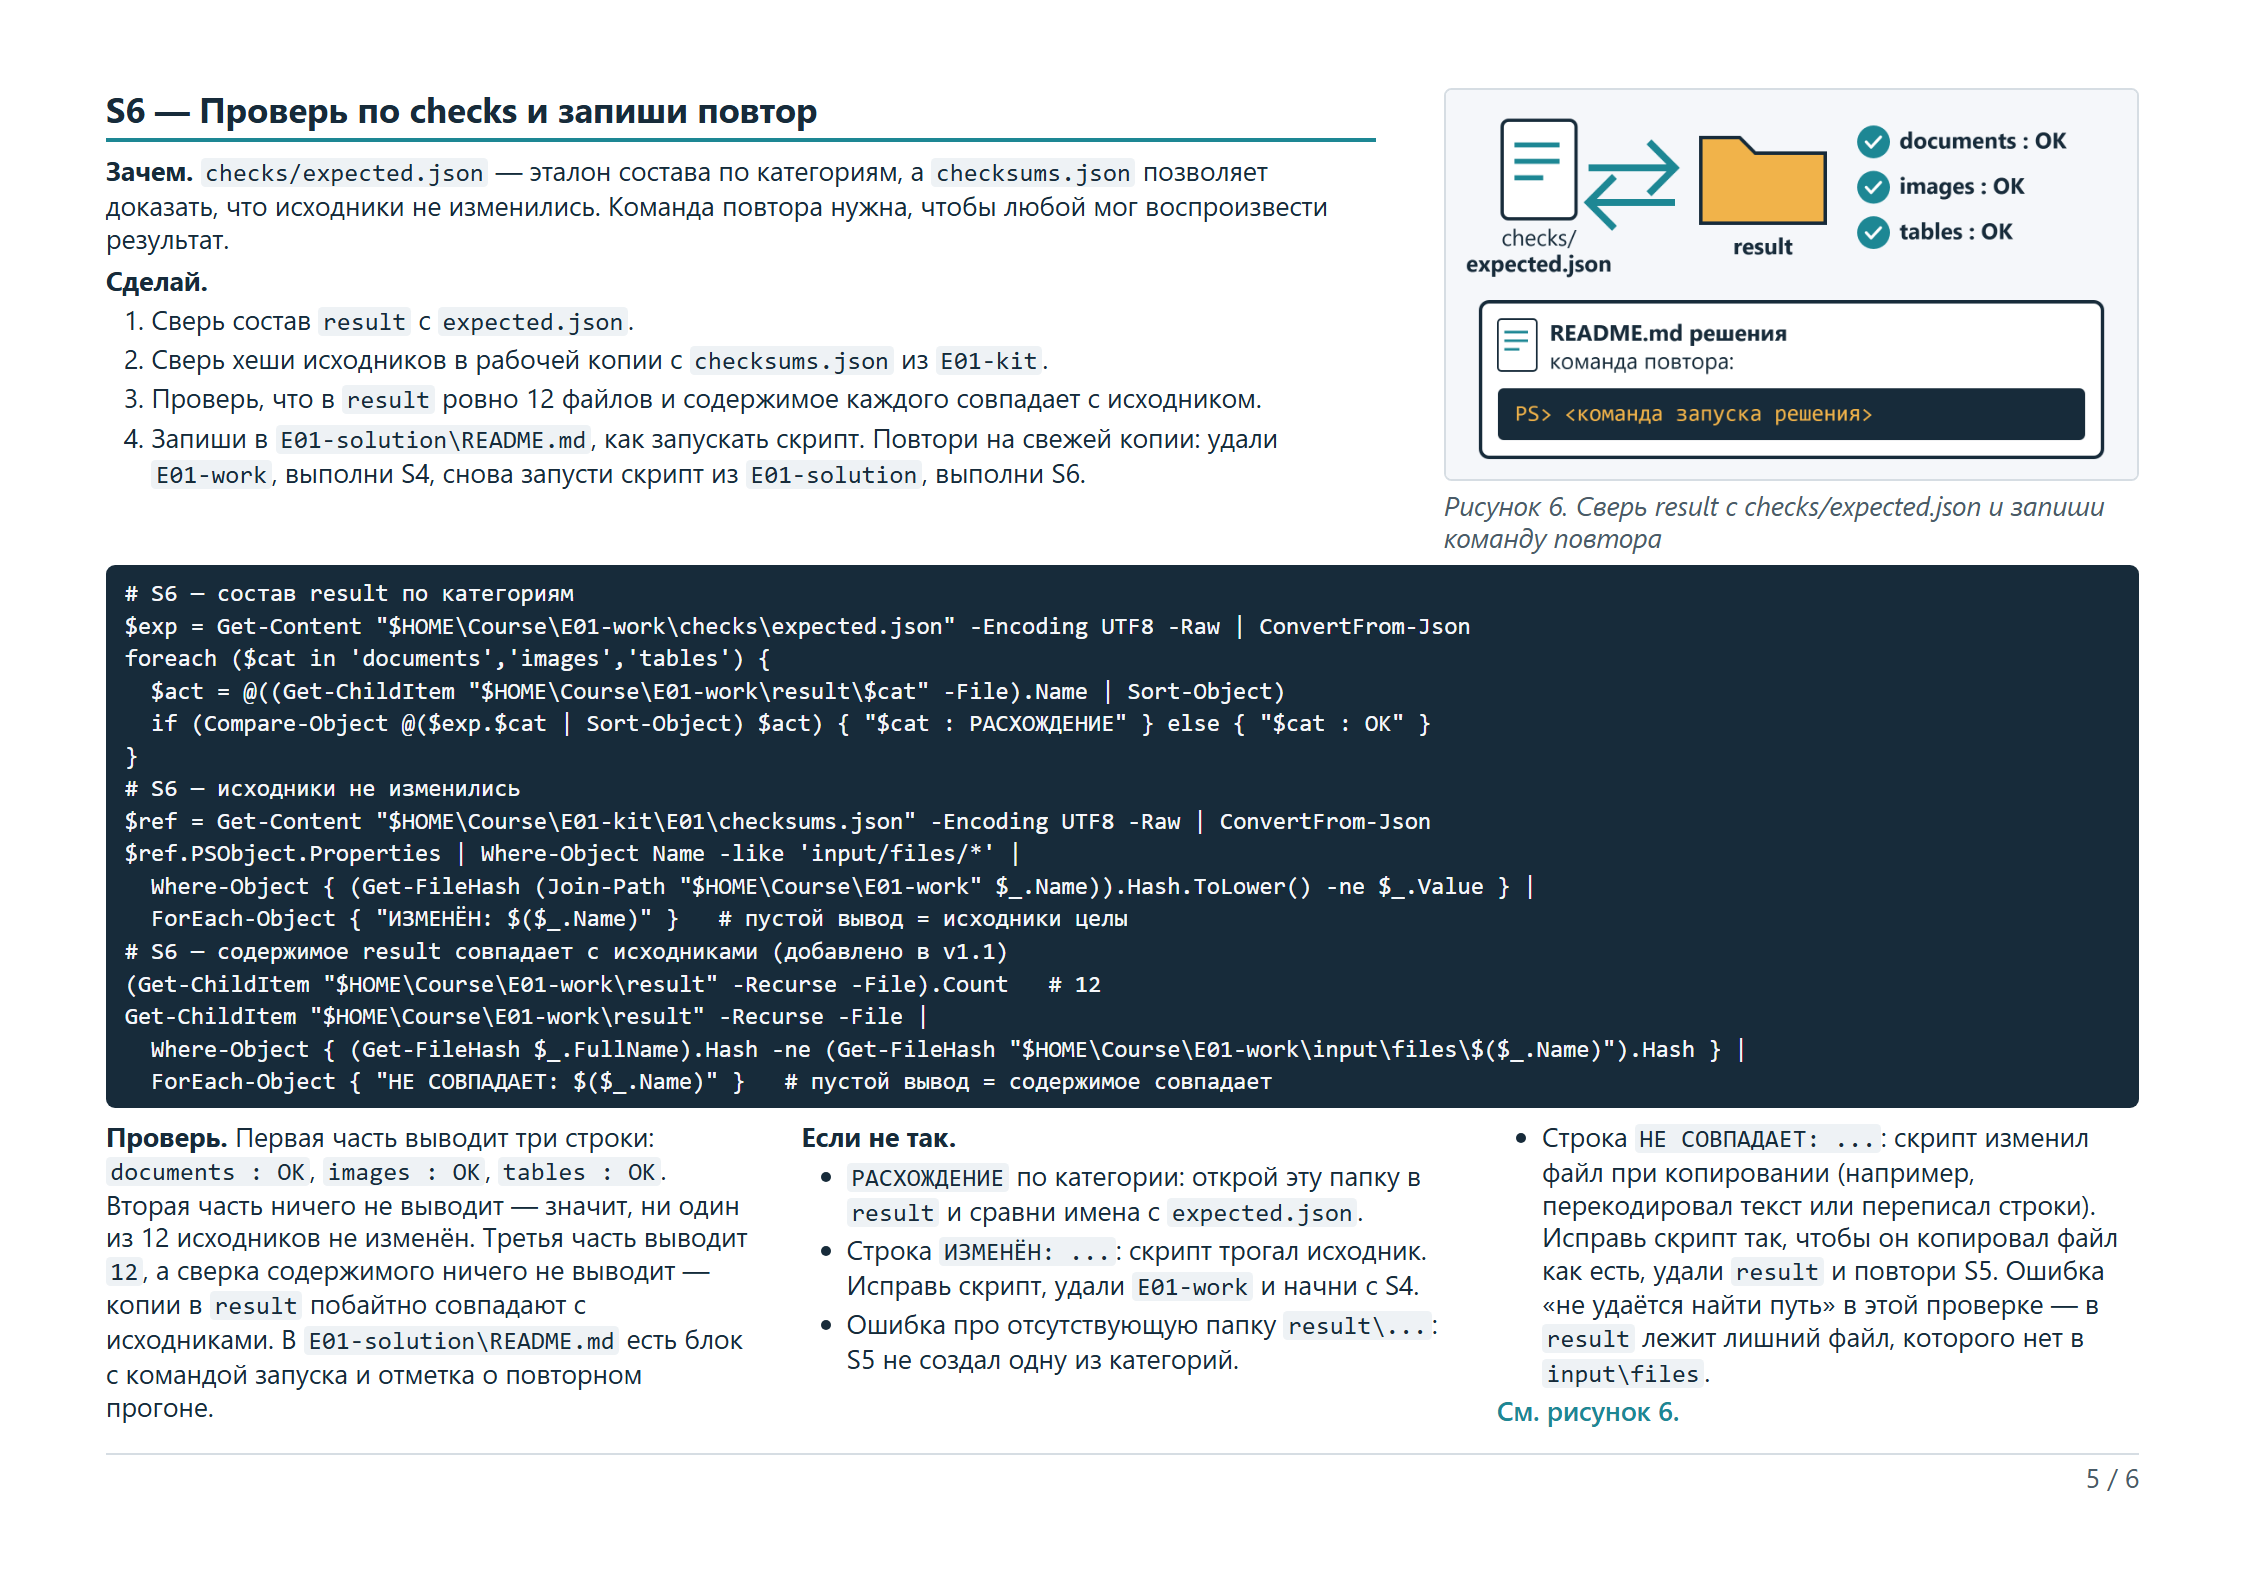 S6 — Проверь по checks и запиши повтор
Зачем. checks/expected.json — эталон состава по категориям, а checksums.json позволяет
доказать, что исходники не изменились. Команда повтора нужна, чтобы любой мог воспроизвести
результат.
Сделай.
1. Сверь состав result с expected.json.
2. Сверь хеши исходников в рабочей копии с checksums.json из E01-kit.
3. Проверь, что в result ровно 12 файлов и содержимое каждого совпадает с исходником.
4. Запиши в E01-solution\README.md, как запускать скрипт. Повтори на свежей копии: удали
E01-work, выполни S4, снова запусти скрипт из E01-solution, выполни S6.
checks/
expected.json
result
documents : OK
images : OK
tables : OK
README.md решения
команда повтора:
PS> <команда запуска решения>
Рисунок 6. Сверь result с checks/expected.json и запиши
команду повтора
# S6 — состав result по категориям
$exp = Get-Content "$HOME\Course\E01-work\checks\expected.json" -Encoding UTF8 -Raw | ConvertFrom-Json
foreach ($cat in 'documents','images','tables') {
  $act = @((Get-ChildItem "$HOME\Course\E01-work\result\$cat" -File).Name | Sort-Object)
  if (Compare-Object @($exp.$cat | Sort-Object) $act) { "$cat : РАСХОЖДЕНИЕ" } else { "$cat : OK" }
}
# S6 — исходники не изменились
$ref = Get-Content "$HOME\Course\E01-kit\E01\checksums.json" -Encoding UTF8 -Raw | ConvertFrom-Json
$ref.PSObject.Properties | Where-Object Name -like 'input/files/*' |
  Where-Object { (Get-FileHash (Join-Path "$HOME\Course\E01-work" $_.Name)).Hash.ToLower() -ne $_.Value } |
  ForEach-Object { "ИЗМЕНЁН: $($_.Name)" }   # пустой вывод = исходники целы
# S6 — содержимое result совпадает с исходниками (добавлено в v1.1)
(Get-ChildItem "$HOME\Course\E01-work\result" -Recurse -File).Count   # 12
Get-ChildItem "$HOME\Course\E01-work\result" -Recurse -File |
  Where-Object { (Get-FileHash $_.FullName).Hash -ne (Get-FileHash "$HOME\Course\E01-work\input\files\$($_.Name)").Hash } |
  ForEach-Object { "НЕ СОВПАДАЕТ: $($_.Name)" }   # пустой вывод = содержимое совпадает
Проверь. Первая часть выводит три строки:
documents : OK, images : OK, tables : OK.
Вторая часть ничего не выводит — значит, ни один
из 12 исходников не изменён. Третья часть выводит
12, а сверка содержимого ничего не выводит —
копии в result побайтно совпадают с
исходниками. В E01-solution\README.md есть блок
с командой запуска и отметка о повторном
прогоне.
Если не так.
• РАСХОЖДЕНИЕ по категории: открой эту папку в
result и сравни имена с expected.json.
• Строка ИЗМЕНЁН: ...: скрипт трогал исходник.
Исправь скрипт, удали E01-work и начни с S4.
• Ошибка про отсутствующую папку result\...:
S5 не создал одну из категорий.
• Строка НЕ СОВПАДАЕТ: ...: скрипт изменил
файл при копировании (например,
перекодировал текст или переписал строки).
Исправь скрипт так, чтобы он копировал файл
как есть, удали result и повтори S5. Ошибка
«не удаётся найти путь» в этой проверке — в
result лежит лишний файл, которого нет в
input\files.
См. рисунок 6.
5 / 6